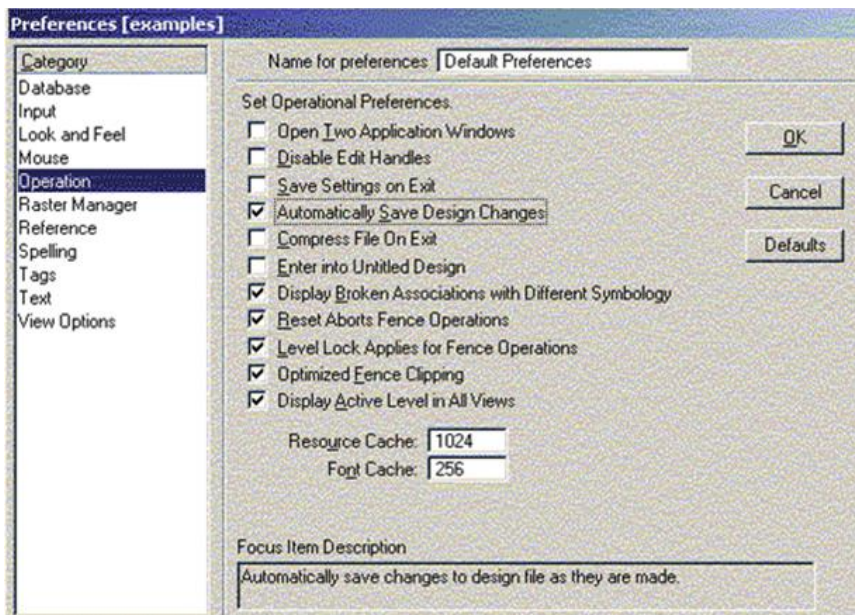 Preferences [examples]
Category
Database
Input
Look and Feel
Mouse
Operation
Raster Manager
Reference
Spelling
Tags
Text
View Options
Name for preferences Default Preferences
Set Operational Preferences.
Open Two Application Windows
Disable Edit Handles
Save Settings on Exit
Automatically Save Design Changes
Compress File On Exit
Enter into Untitled Design
Display Broken Associations with Different Symbology
Reset Aborts Fence Operations
Level Lock Applies for Fence Operations
Optimized Fence Clipping
Display Active Level in All Views
Resource Cache: 1024
Font Cache: 256
OK
Cancel
Defaults
Focus Item Description
Automatically save changes to design file as they are made.